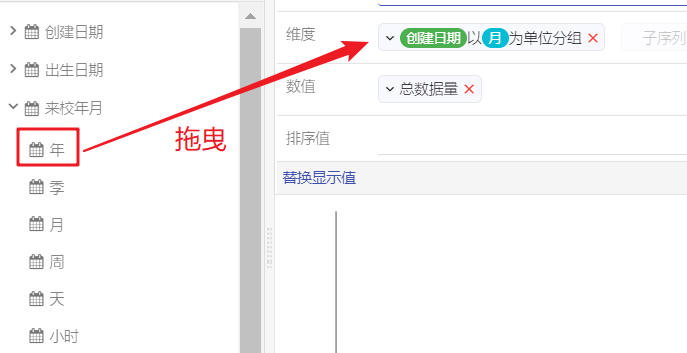 创建日期
出生日期
来校年月
年
季
月
周
天
小时
拖曳
维度
创建日期以月为单位分组
子序列
数值
总数据量
排序值
替换显示值